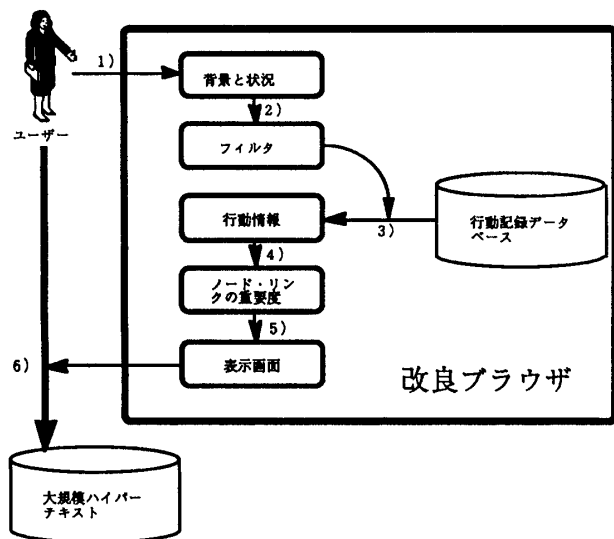 1)
背景と状況
ユーザー
2)
フィルタ
行動情報
3)
行動記録データ
ベース
4)
ノード・リン
クの重要度
5)
6)
表示画面
改良ブラウザ
大規模ハイパー
テキスト